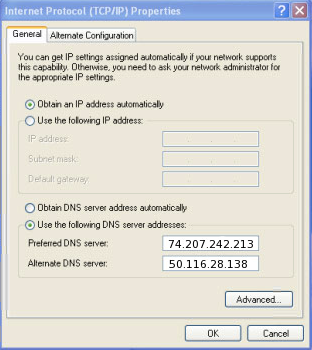 Internet Protocol (TCP/IP) Properties
General
Alternate Configuration
You can get IP settings assigned automatically if your network supports
this capability. Otherwise, you need to ask your network administrator for
the appropriate IP settings.
Obtain an IP address automatically
Use the following IP address:
IP address:
Subnet mask:
Default gateway:
Obtain DNS server address automatically
Use the following DNS server addresses:
Preferred DNS server: 74.207.242.213
Alternate DNS server: 50.116.28.138
Advanced...
OK
Cancel